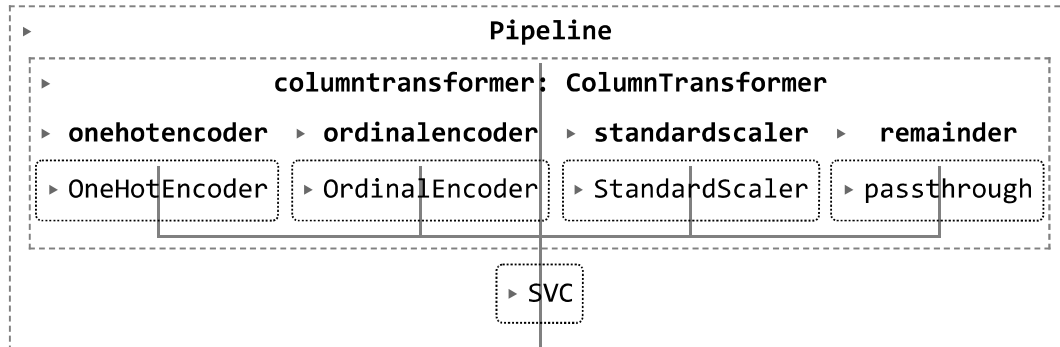 Pipeline
columntransformer: ColumnTransformer
onehotencoder ordinalencoder standardscaler remainder
OneHotEncoder OrdinalEncoder StandardScaler passthrough
SVC